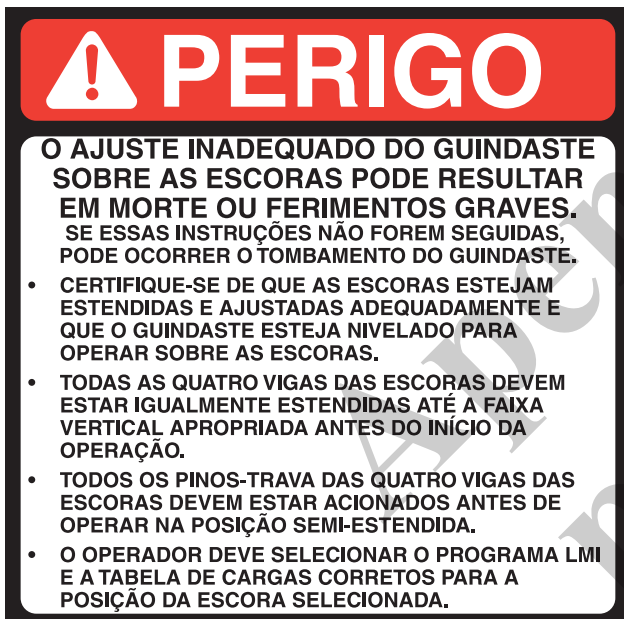 PERIGO
O AJUSTE INADEQUADO DO GUINDASTE
SOBRE AS ESCORAS PODE RESULTAR
EM MORTE OU FERIMENTOS GRAVES.
SE ESSAS INSTRUÇÕES NÃO FOREM SEGUIDAS,
PODE OCORRER O TOMBAMENTO DO GUINDASTE.
• CERTIFIQUE-SE DE QUE AS ESCORAS ESTEJAM
ESTENDIDAS E AJUSTADAS ADEQUADAMENTE E
QUE O GUINDASTE ESTEJA NIVELADO PARA
OPERAR SOBRE AS ESCORAS.
• TODAS AS QUATRO VIGAS DAS ESCORAS DEVEM
ESTAR IGUALMENTE ESTENDIDAS ATÉ A FAIXA
VERTICAL APROPRIADA ANTES DO INÍCIO DA
OPERAÇÃO.
• TODOS OS PINOS-TRAVA DAS QUATRO VIGAS DAS
ESCORAS DEVEM ESTAR ACIONADOS ANTES DE
OPERAR NA POSIÇÃO SEMI-ESTENDIDA.
• O OPERADOR DEVE SELECIONAR O PROGRAMA LMI
E A TABELA DE CARGAS CORRETOS PARA A
POSIÇÃO DA ESCORA SELECIONADA.